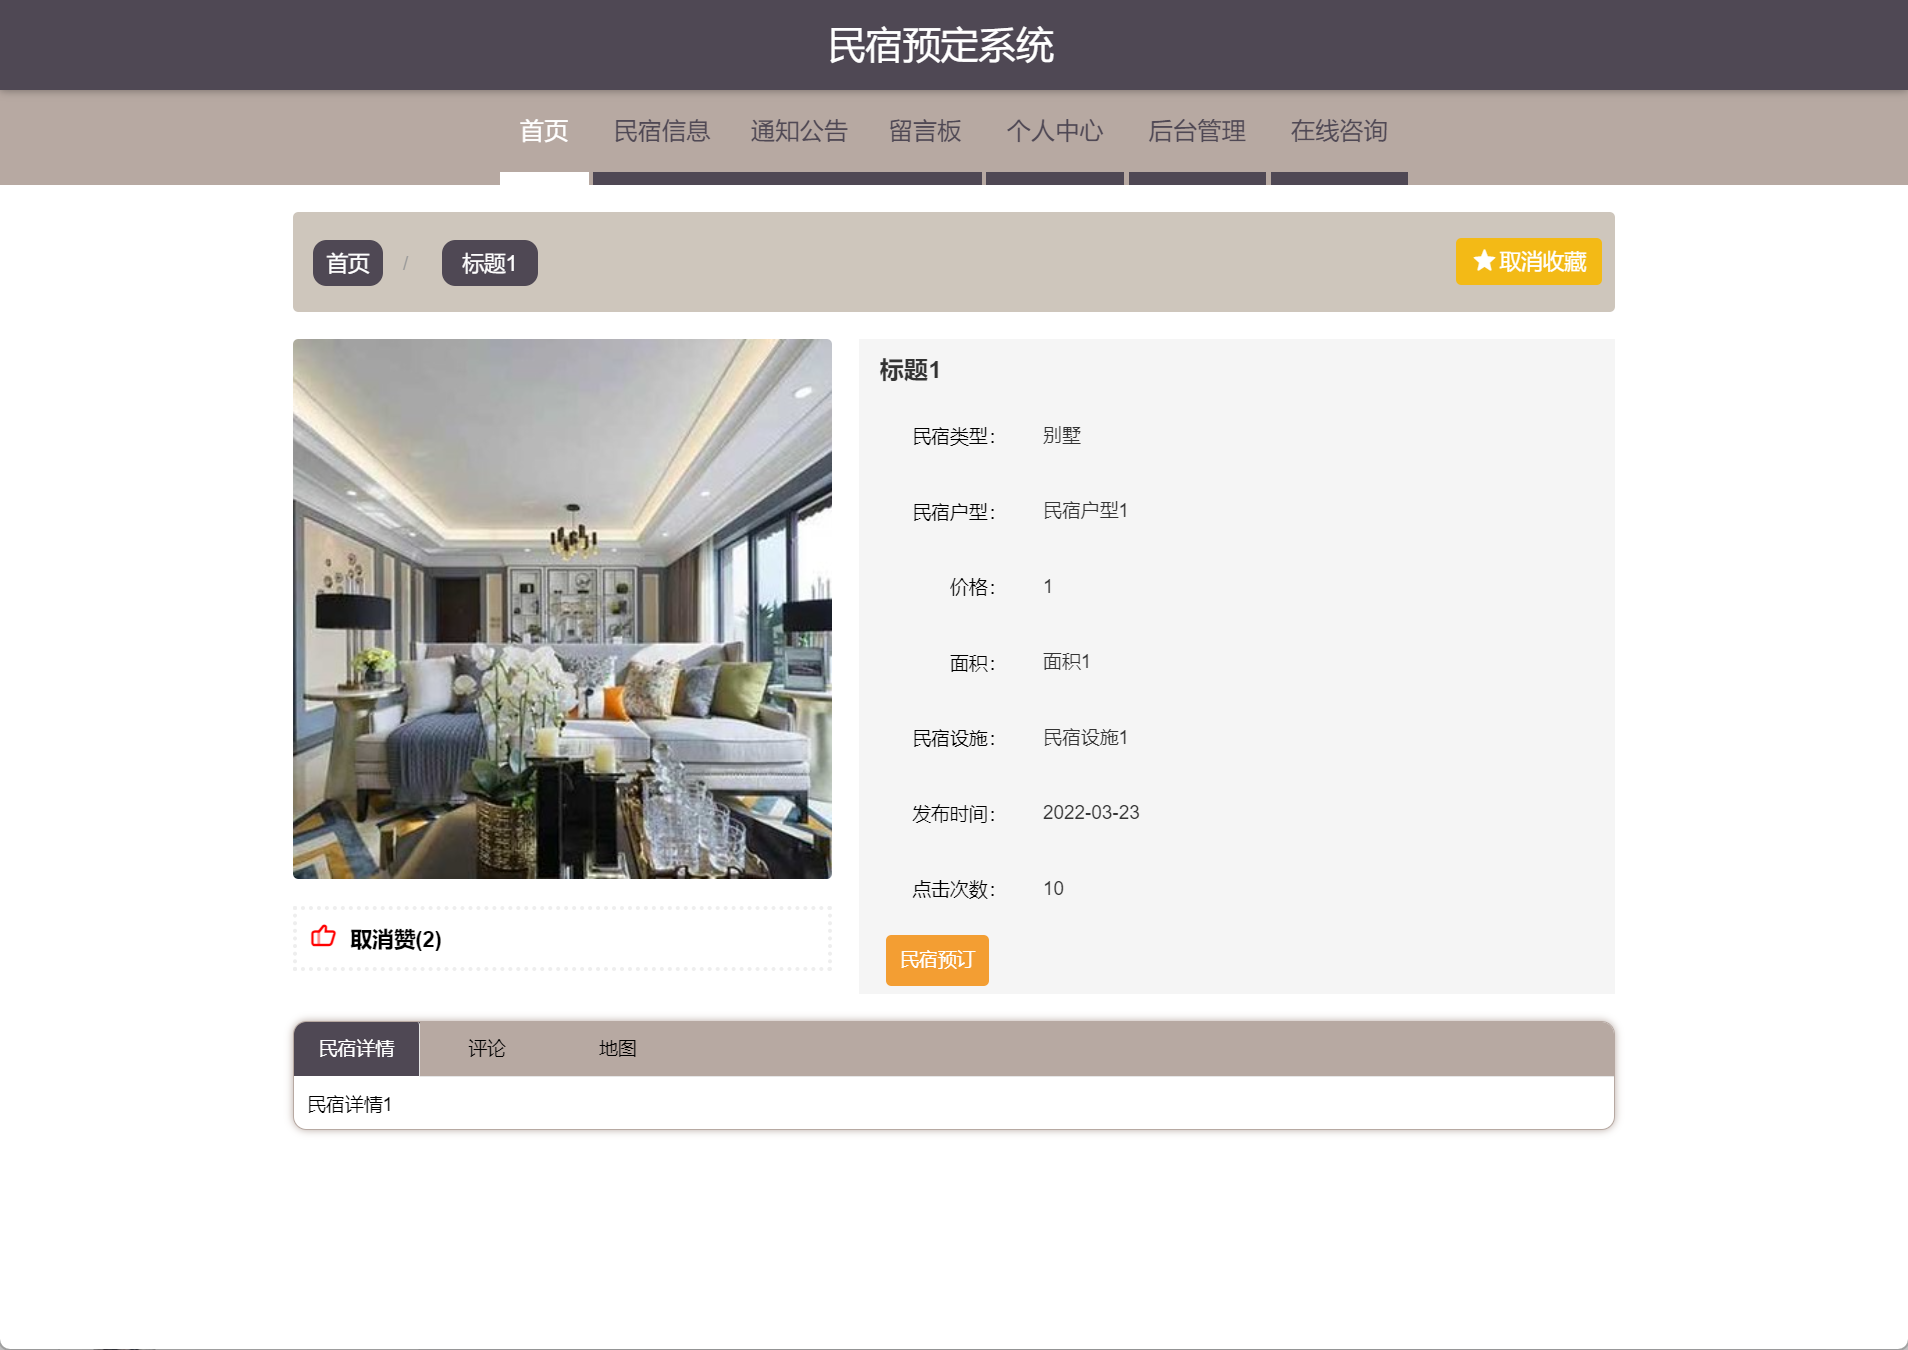 民宿预定系统
首页 民宿信息 通知公告 留言板 个人中心 后台管理 在线咨询
首页 / 标题1 取消收藏
标题1
民宿类型： 别墅
民宿户型： 民宿户型1
价格： 1
面积： 面积1
民宿设施： 民宿设施1
发布时间： 2022-03-23
点击次数： 10
取消赞(2)
民宿预订
民宿详情 评论 地图
民宿详情1